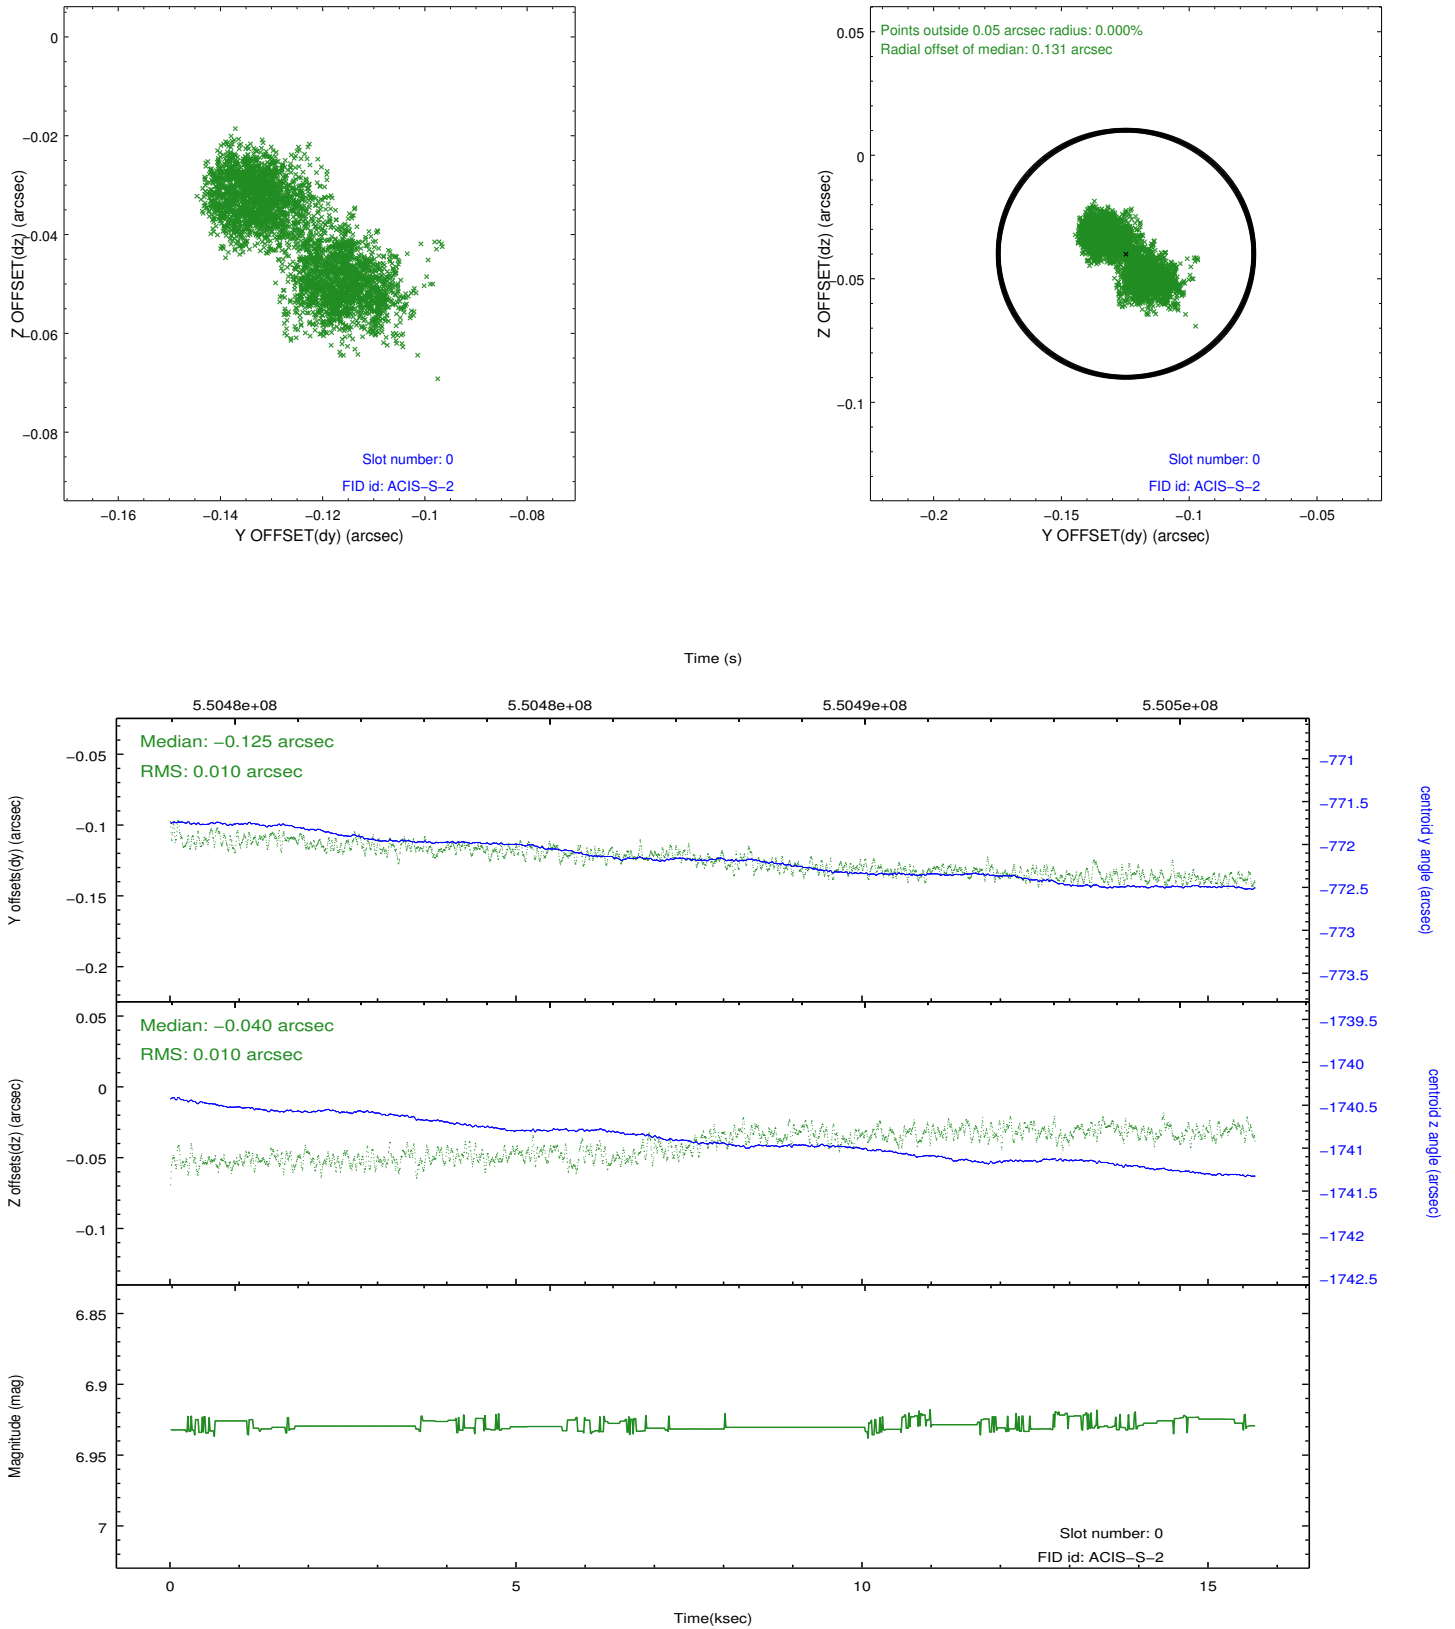 0
−0.02
−0.04
−0.06
−0.08
Z OFFSET(dz) (arcsec)
Slot number: 0
FID id: ACIS−S−2
−0.16
−0.14
−0.12
−0.1
−0.08
Y OFFSET(dy) (arcsec)
0.05
0
−0.05
−0.1
Z OFFSET(dz) (arcsec)
Points outside 0.05 arcsec radius: 0.000%
Radial offset of median: 0.131 arcsec
Slot number: 0
FID id: ACIS−S−2
−0.2
−0.15
−0.1
−0.05
Y OFFSET(dy) (arcsec)
Time (s)
5.5048e+08
5.5048e+08
5.5049e+08
5.505e+08
Median: −0.125 arcsec
RMS: 0.010 arcsec
−0.05
−0.1
−0.15
−0.2
Y offsets(dy) (arcsec)
−771
−771.5
−772
−772.5
−773
−773.5
centroid y angle (arcsec)
Median: −0.040 arcsec
RMS: 0.010 arcsec
0.05
0
−0.05
−0.1
Z offsets(dz) (arcsec)
−1739.5
−1740
−1740.5
−1741
−1741.5
−1742
−1742.5
centroid z angle (arcsec)
6.85
6.9
6.95
7
Magnitude (mag)
Slot number: 0
FID id: ACIS−S−2
0
5
10
15
Time(ksec)